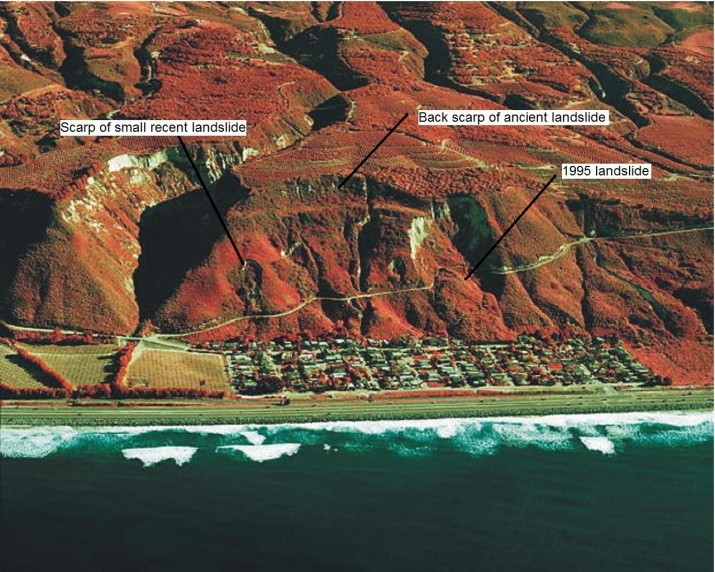 Back scarp of ancient landslide
Scarp of small recent landslide
1995 landslide